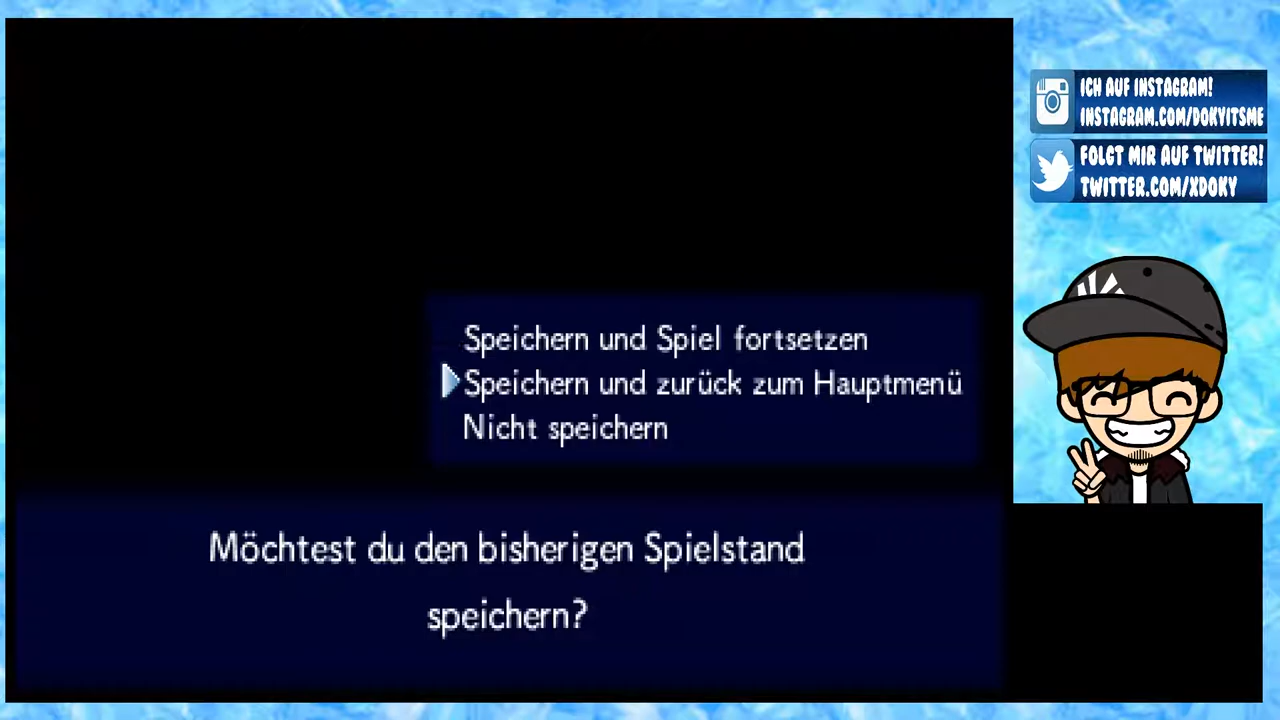 Speichern und Spiel fortsetzen
Speichern und zurück zum Hauptmenü
Nicht speichern
Möchtest du den bisherigen Spielstand
speichern?
ICH AUF INSTAGRAM!
INSTAGRAM.COM/DOKYITSME
FOLGT MIR AUF TWITTER!
TWITTER.COM/XDOKY